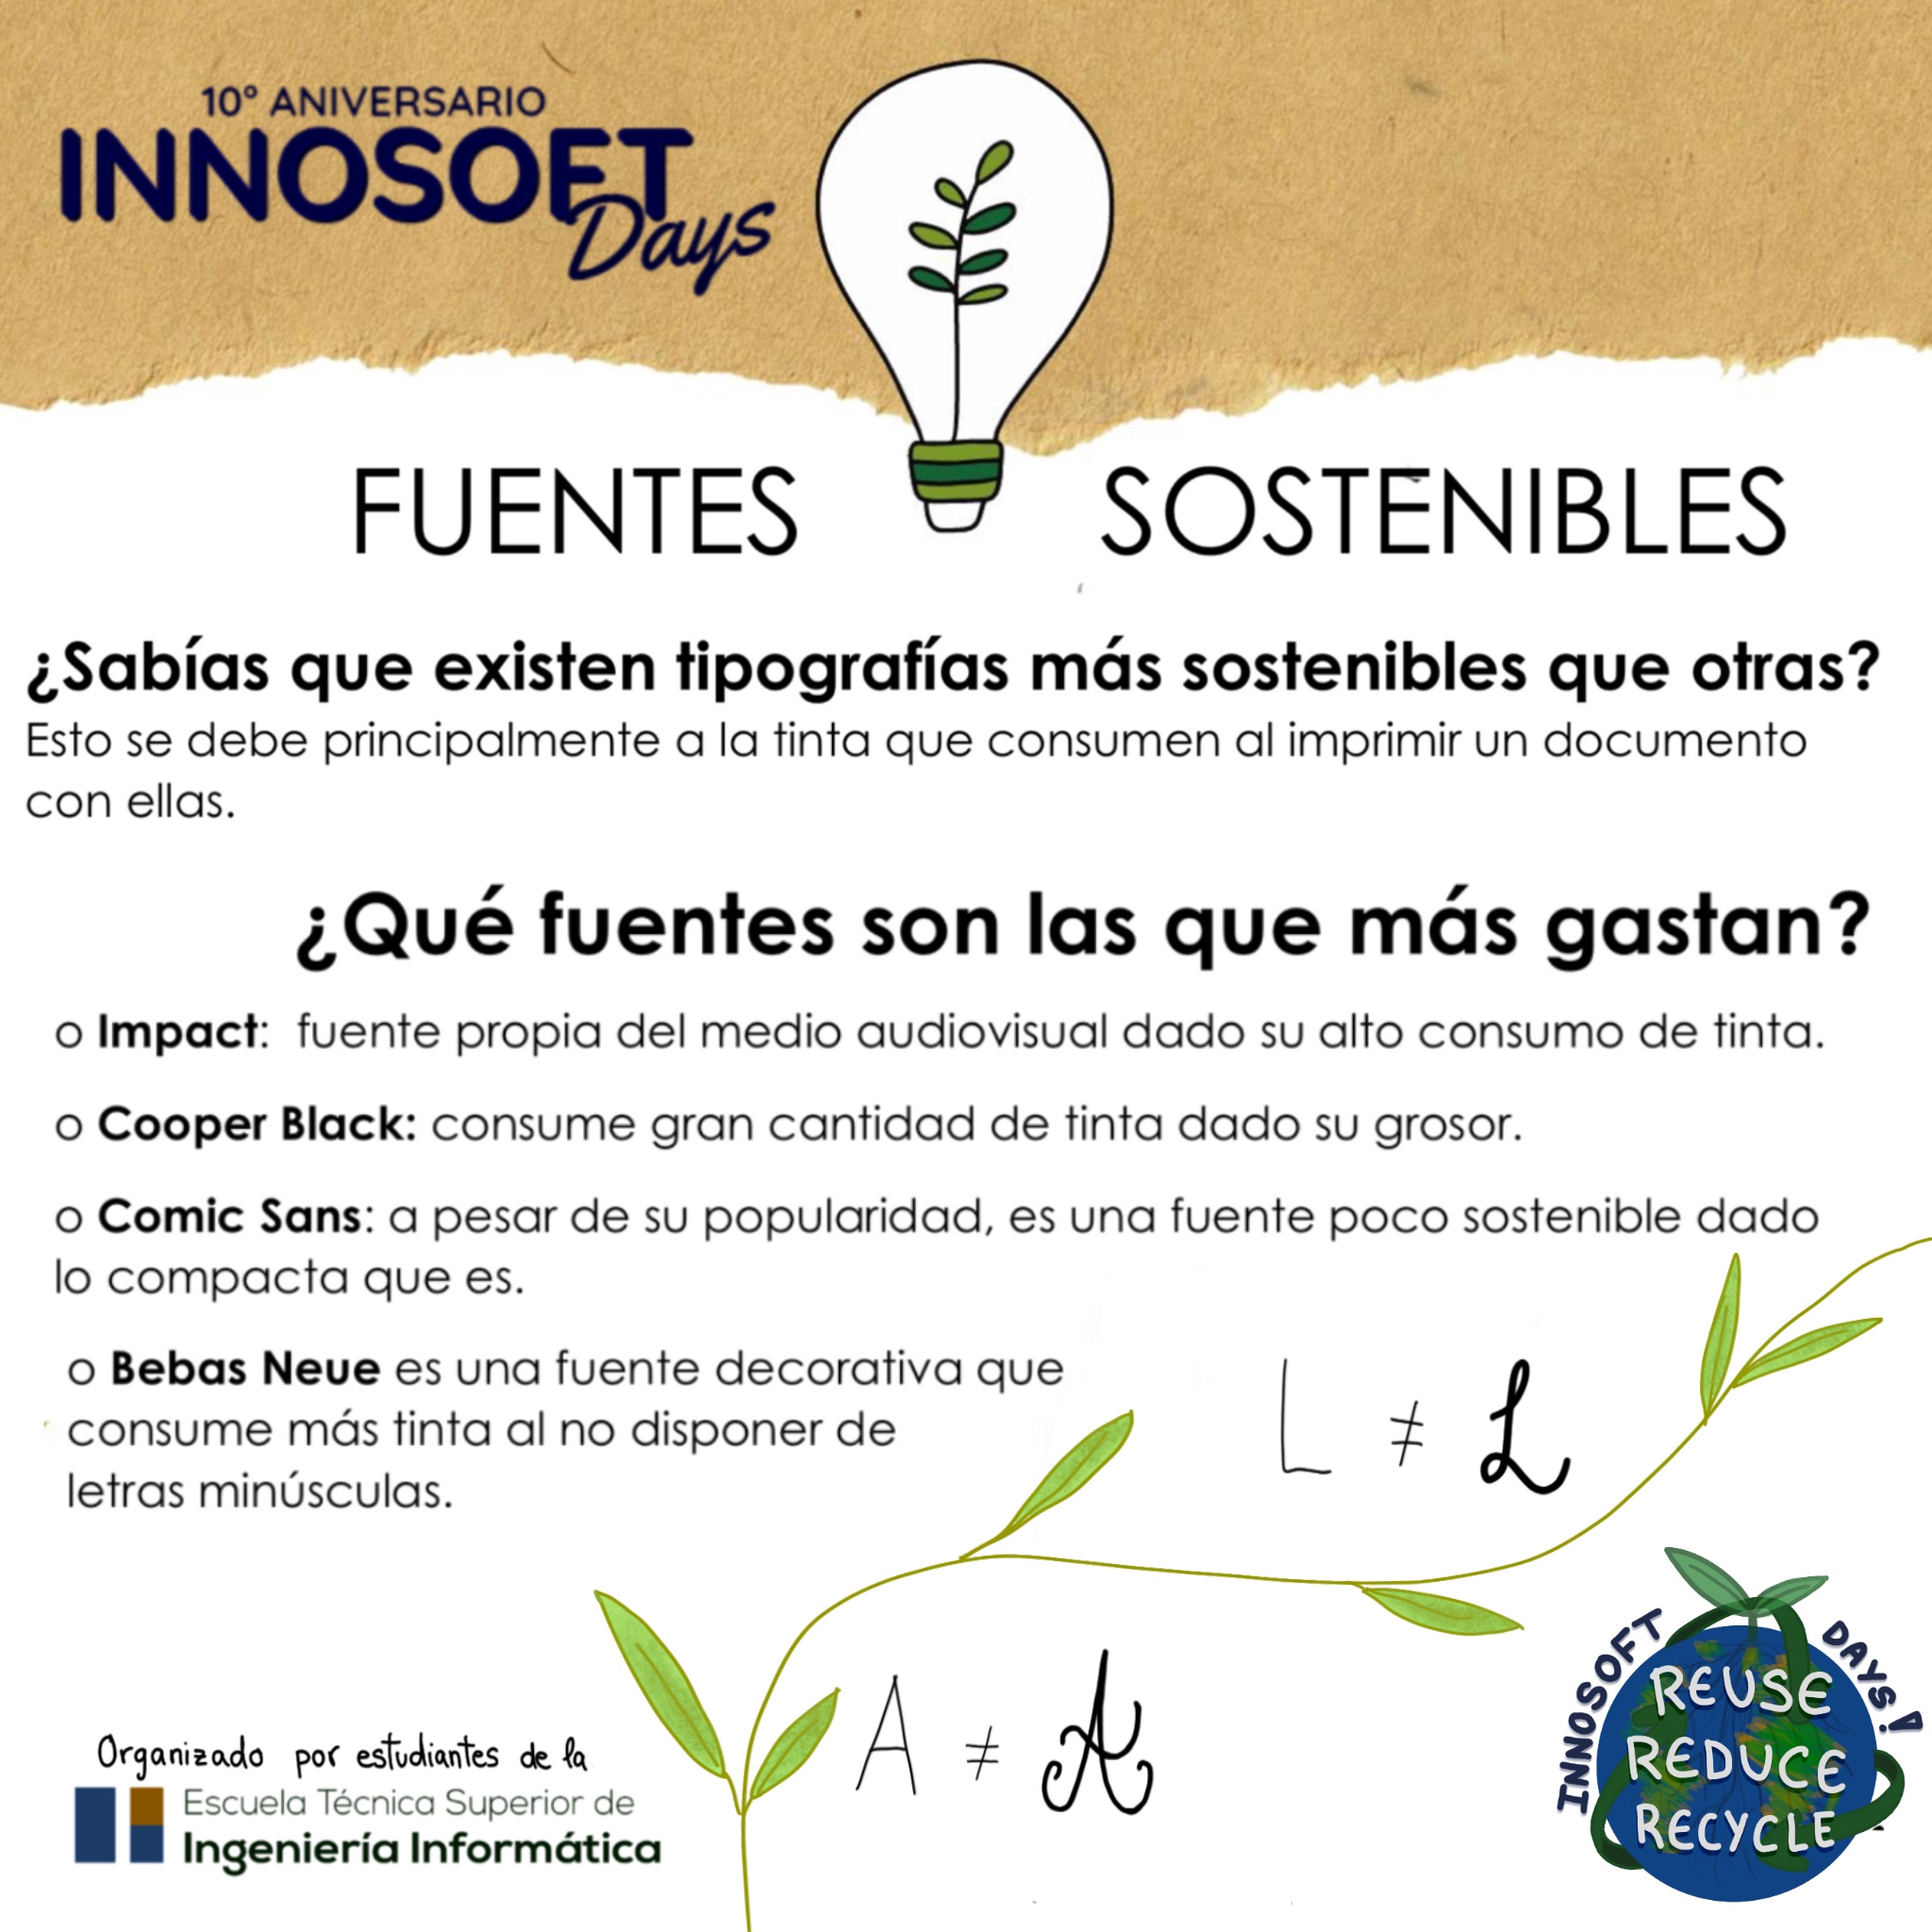 10° ANIVERSARIO
INNOSOFT
Days
FUENTES SOSTENIBLES
¿Sabías que existen tipografías más sostenibles que otras?
Esto se debe principalmente a la tinta que consumen al imprimir un documento
con ellas.
¿Qué fuentes son las que más gastan?
o Impact: fuente propia del medio audiovisual dado su alto consumo de tinta.
o Cooper Black: consume gran cantidad de tinta dado su grosor.
o Comic Sans: a pesar de su popularidad, es una fuente poco sostenible dado
lo compacta que es.
o Bebas Neue es una fuente decorativa que
consume más tinta al no disponer de
letras minúsculas.
L ≠ L
A ≠ A
Organizado por estudiantes de la
Escuela Técnica Superior de
Ingeniería Informática
INNOSOFT DAYS!
REUSE
REDUCE
RECYCLE